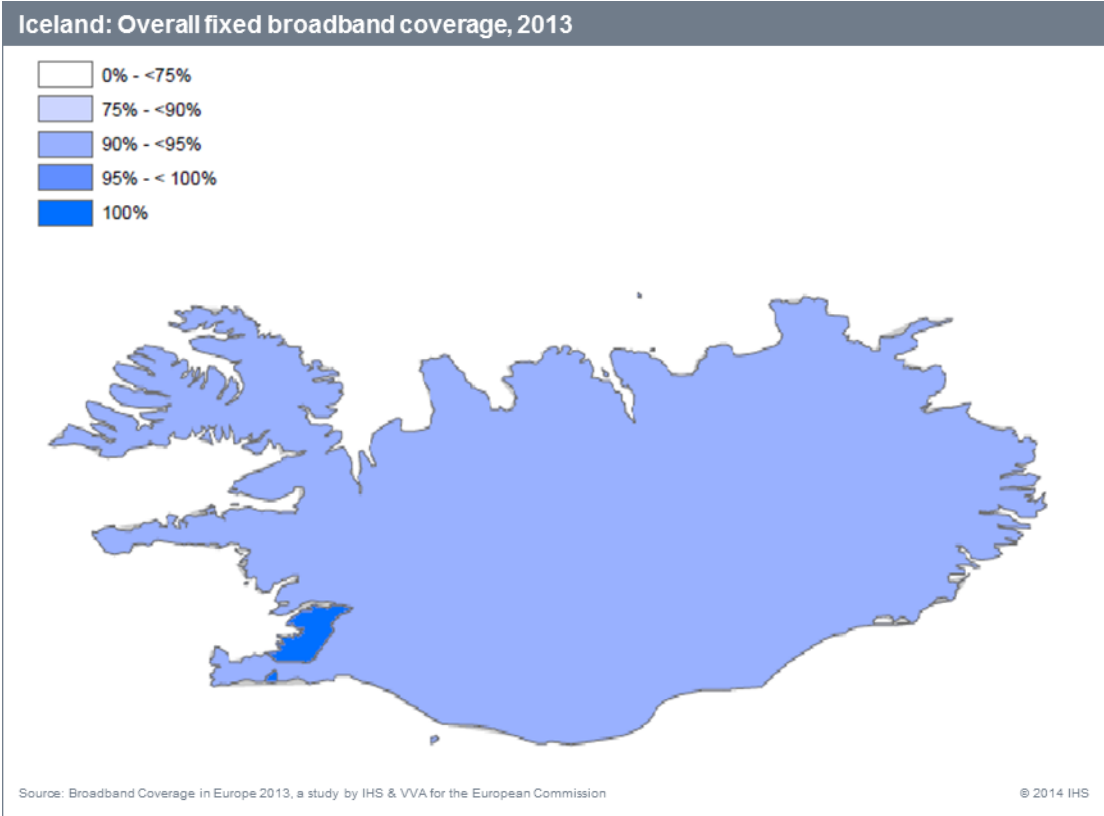 Iceland: Overall fixed broadband coverage, 2013
0% - <75%
75% - <90%
90% - <95%
95% - < 100%
100%
Source: Broadband Coverage in Europe 2013, a study by IHS & VVA for the European Commission
© 2014 IHS